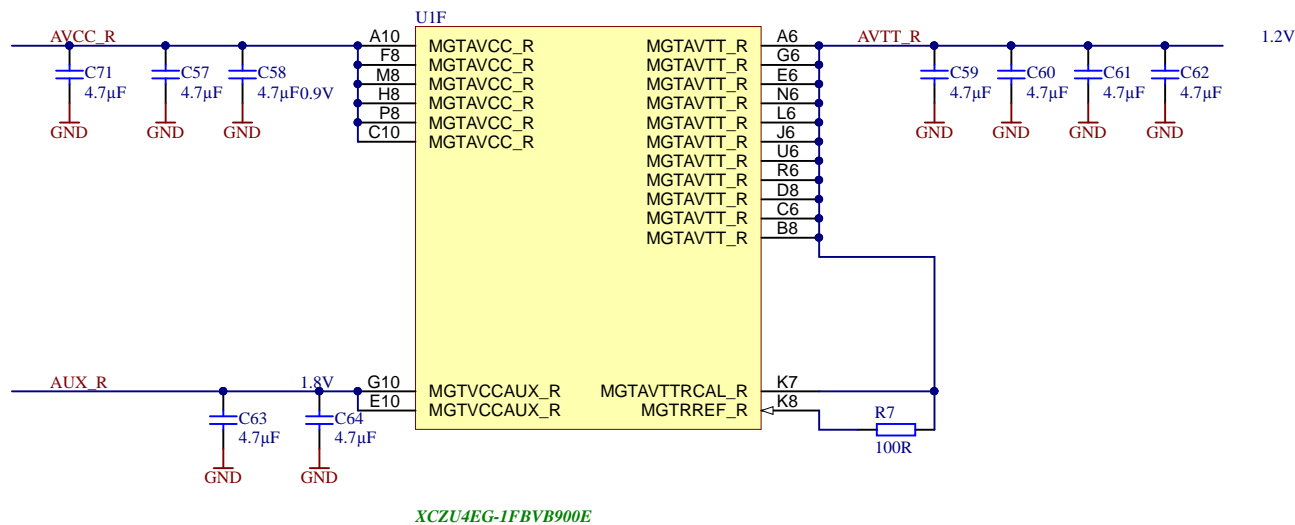 U1F
AVCC_R
A10 MGTAVCC_R
F8 MGTAVCC_R
M8 MGTAVCC_R
H8 MGTAVCC_R
P8 MGTAVCC_R
C10 MGTAVCC_R
C71
4.7µF
GND
C57
4.7µF
GND
C58
4.7µF
GND
0.9V
MGTAVTT_R A6
MGTAVTT_R G6
MGTAVTT_R E6
MGTAVTT_R N6
MGTAVTT_R L6
MGTAVTT_R J6
MGTAVTT_R U6
MGTAVTT_R R6
MGTAVTT_R D8
MGTAVTT_R C6
MGTAVTT_R B8
AVTT_R
1.2V
C59
4.7µF
GND
C60
4.7µF
GND
C61
4.7µF
GND
C62
4.7µF
GND
AUX_R
1.8V
G10 MGTVCCAUX_R
E10 MGTVCCAUX_R
C63
4.7µF
GND
C64
4.7µF
GND
MGTAVTTRCAL_R K7
MGTRREF_R K8
R7
100R
XCZU4EG-1FBVB900E